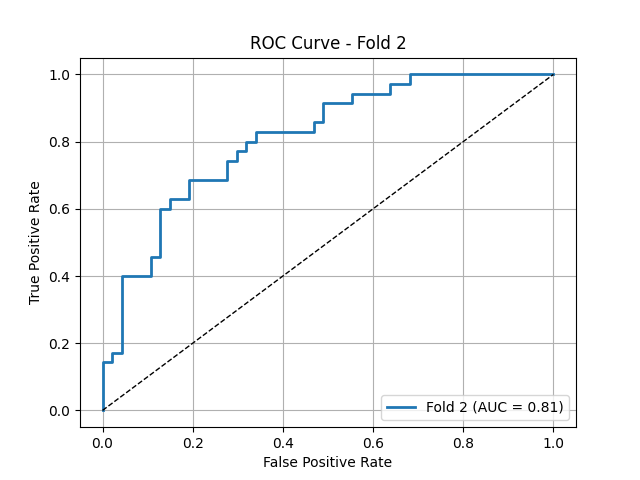 ROC Curve - Fold 2
True Positive Rate
1.0
0.8
0.6
0.4
0.2
0.0
Fold 2 (AUC = 0.81)
0.0 0.2 0.4 0.6 0.8 1.0
False Positive Rate